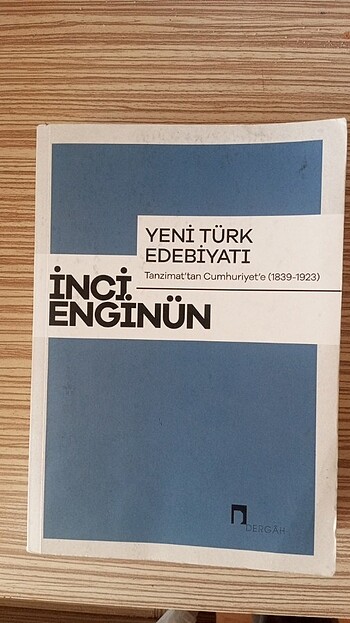 YENİ TÜRK
EDEBİYATI
Tanzimat'tan Cumhuriyet'e (1839-1923)
İNCİ
ENGİNÜN
DERGÂH